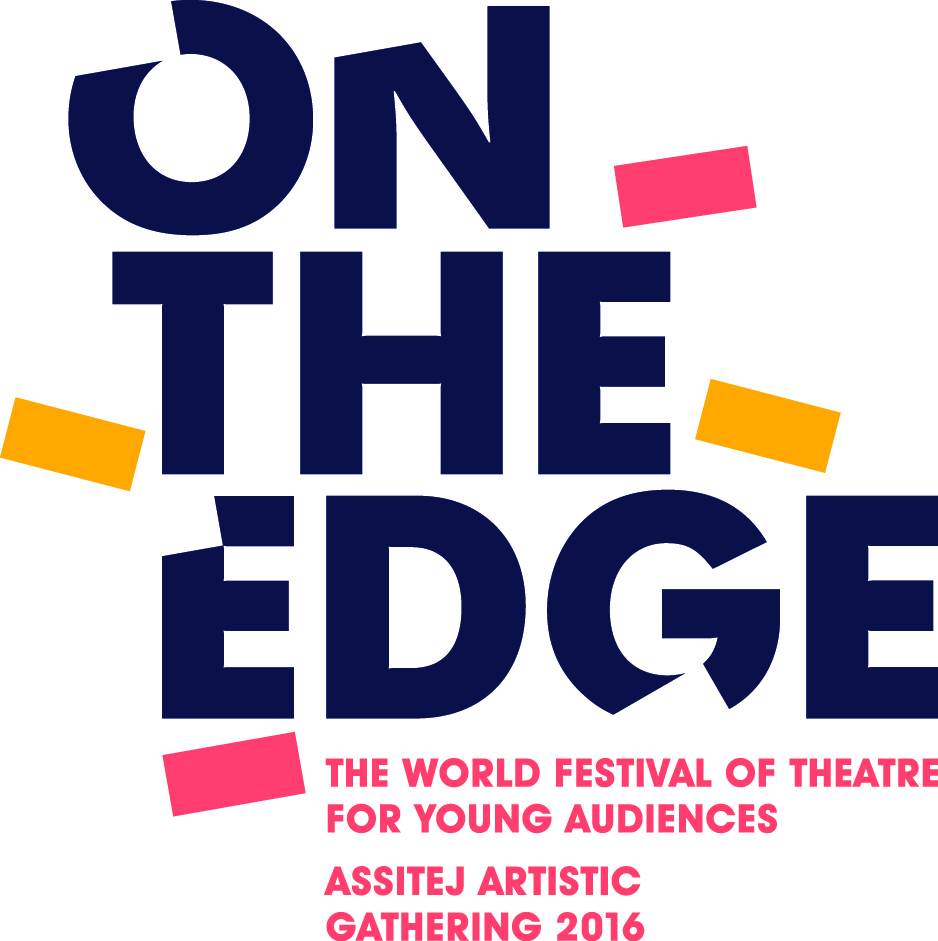 ON
THE
EDGE
THE WORLD FESTIVAL OF THEATRE
FOR YOUNG AUDIENCES
ASSITEJ ARTISTIC
GATHERING 2016